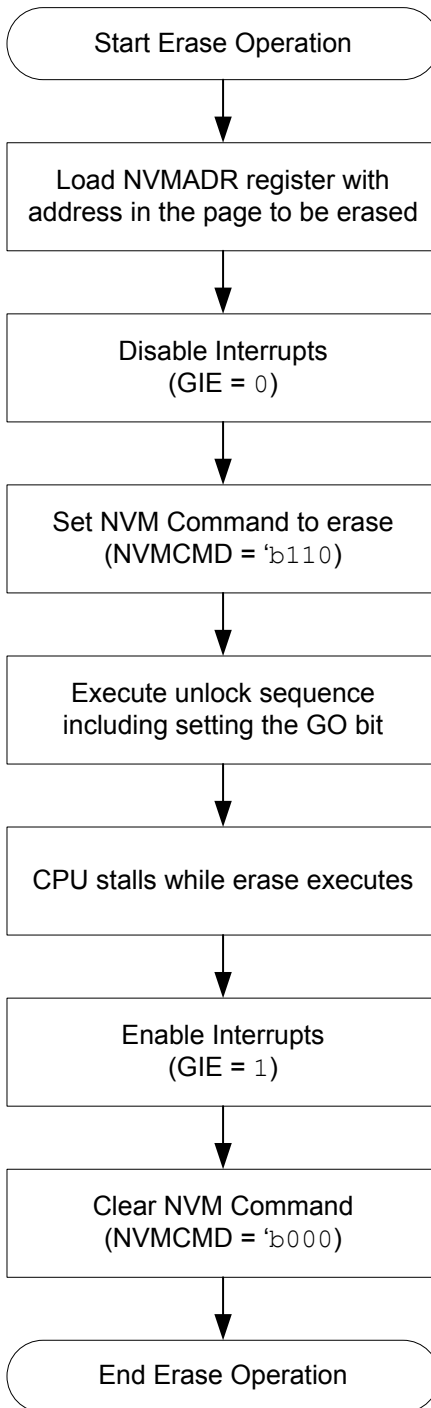 Start Erase Operation
Load NVMADR register with
address in the page to be erased
Disable Interrupts
(GIE = 0)
Set NVM Command to erase
(NVMCMD = ‘b110)
Execute unlock sequence
including setting the GO bit
CPU stalls while erase executes
Enable Interrupts
(GIE = 1)
Clear NVM Command
(NVMCMD = ‘b000)
End Erase Operation